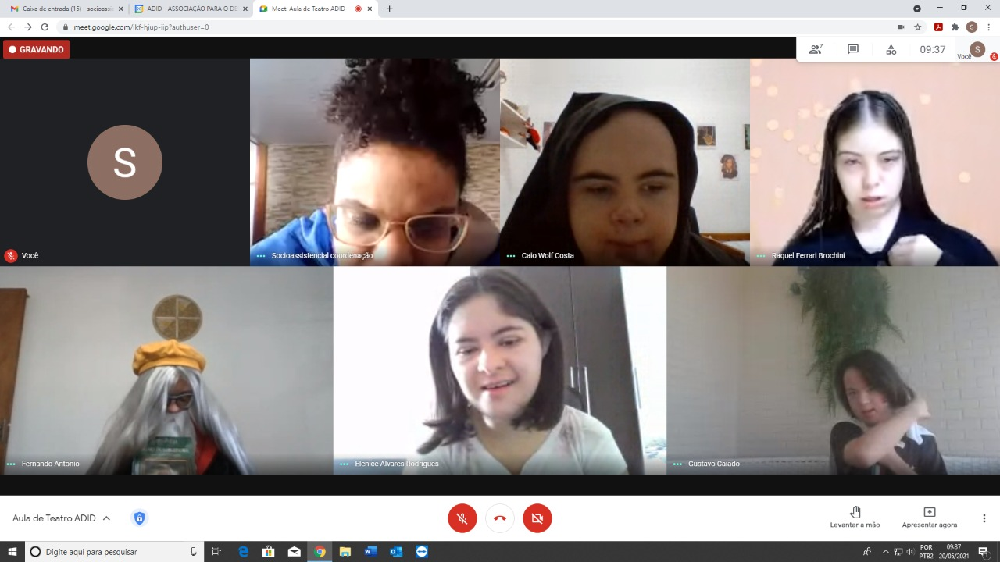 Caixa de entrada (15) - socioassis
ADID - ASSOCIAÇÃO PARA O DE
Meet: Aula de Teatro ADID
meet.google.com/ikf-hjup-iip?authuser=0
S
GRAVANDO
7
09:37
Você
S
S
Você
Socioassistencial coordenação
Caio Wolf Costa
Raquel Ferrari Brochini
Fernando Antonio
Elenice Alvares Rodrigues
Gustavo Caiado
Aula de Teatro ADID
Levantar a mão
Apresentar agora
Digite aqui para pesquisar
POR
PTB2
09:37
20/05/2021
1